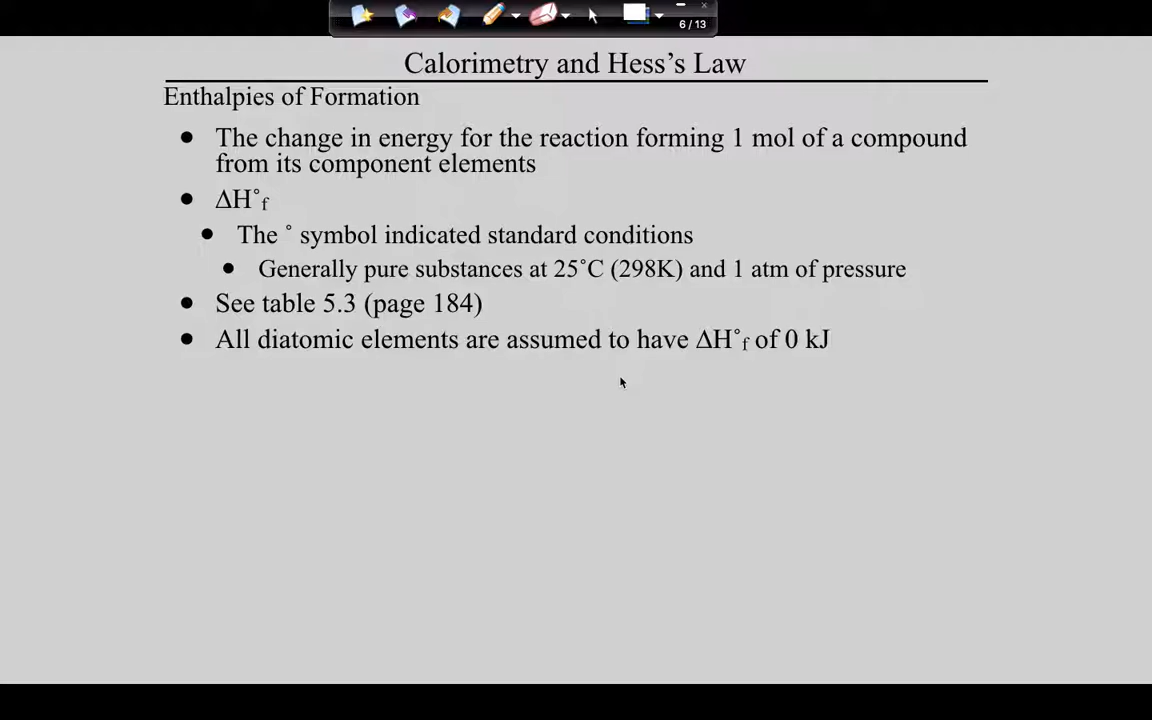 6 / 13
Calorimetry and Hess's Law
Enthalpies of Formation
● The change in energy for the reaction forming 1 mol of a compound
from its component elements
● ΔH˚f
● The ˚ symbol indicated standard conditions
● Generally pure substances at 25˚C (298K) and 1 atm of pressure
● See table 5.3 (page 184)
● All diatomic elements are assumed to have ΔH˚f of 0 kJ